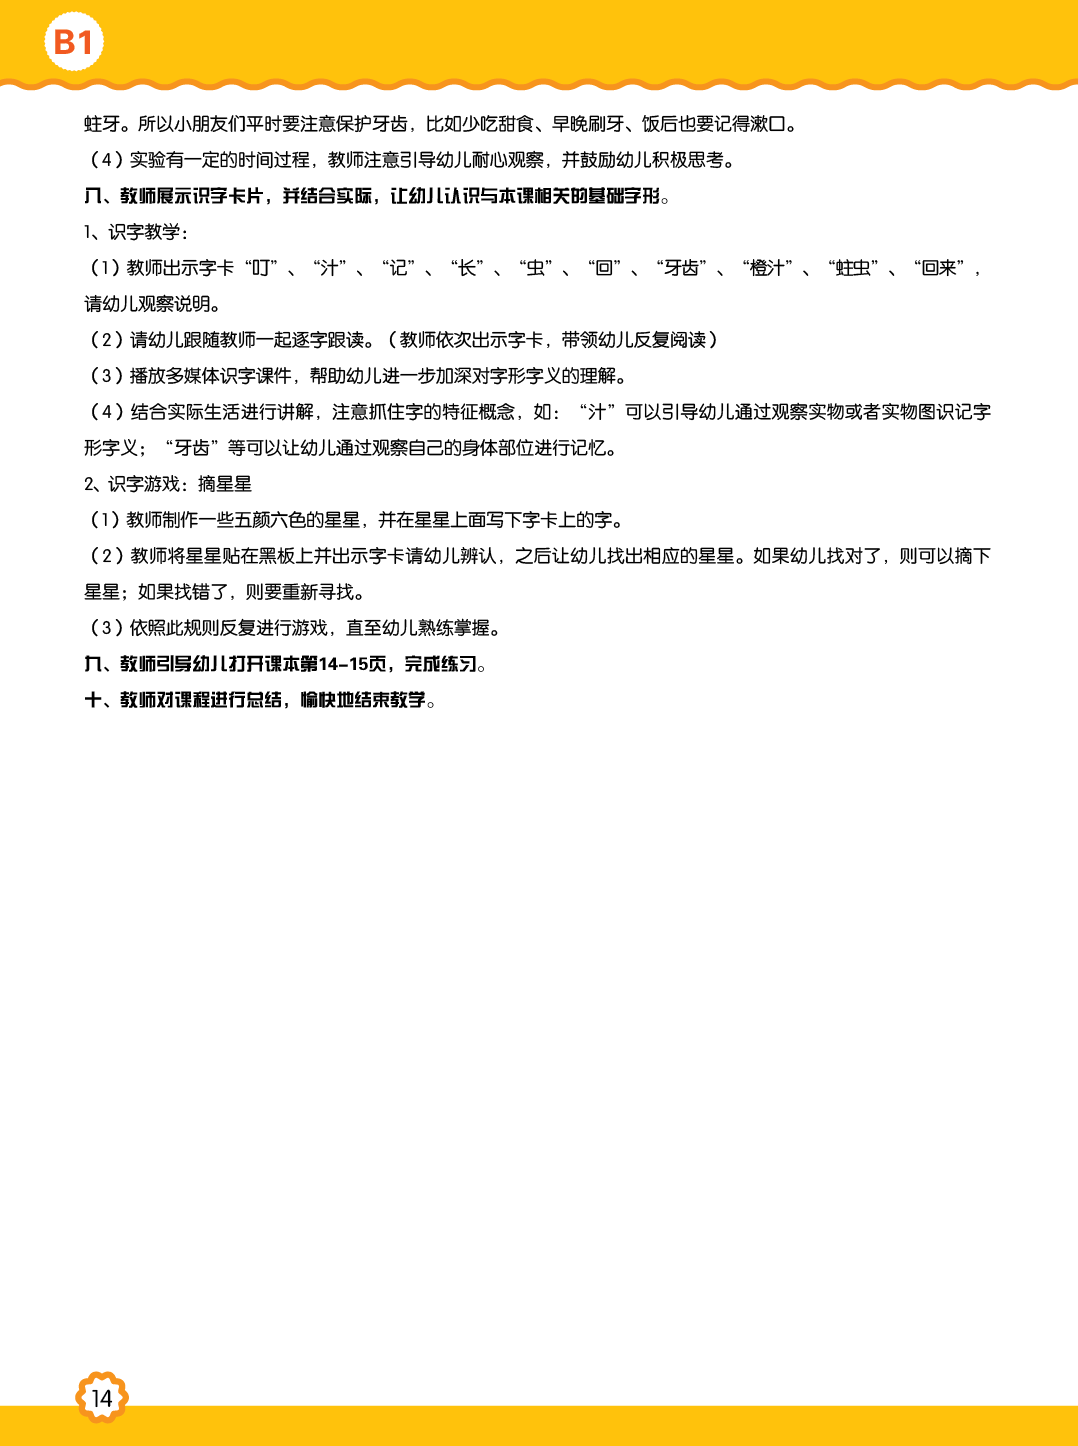 B1
蛀牙。所以小朋友们平时要注意保护牙齿，比如少吃甜食、早晚刷牙、饭后也要记得漱口。
（4）实验有一定的时间过程，教师注意引导幼儿耐心观察，并鼓励幼儿积极思考。
八、教师展示识字卡片，并结合实际，让幼儿认识与本课相关的基础字形。
1、识字教学：
（1）教师出示字卡“叮”、“汁”、“记”、“长”、“虫”、“回”、“牙齿”、“橙汁”、“蛀虫”、“回来”，
请幼儿观察说明。
（2）请幼儿跟随教师一起逐字跟读。（教师依次出示字卡，带领幼儿反复阅读）
（3）播放多媒体识字课件，帮助幼儿进一步加深对字形字义的理解。
（4）结合实际生活进行讲解，注意抓住字的特征概念，如：“汁”可以引导幼儿通过观察实物或者实物图识记字
形字义；“牙齿”等可以让幼儿通过观察自己的身体部位进行记忆。
2、识字游戏：摘星星
（1）教师制作一些五颜六色的星星，并在星星上面写下字卡上的字。
（2）教师将星星贴在黑板上并出示字卡请幼儿辨认，之后让幼儿找出相应的星星。如果幼儿找对了，则可以摘下
星星；如果找错了，则要重新寻找。
（3）依照此规则反复进行游戏，直至幼儿熟练掌握。
九、教师引导幼儿打开课本第14-15页，完成练习。
十、教师对课程进行总结，愉快地结束教学。
14